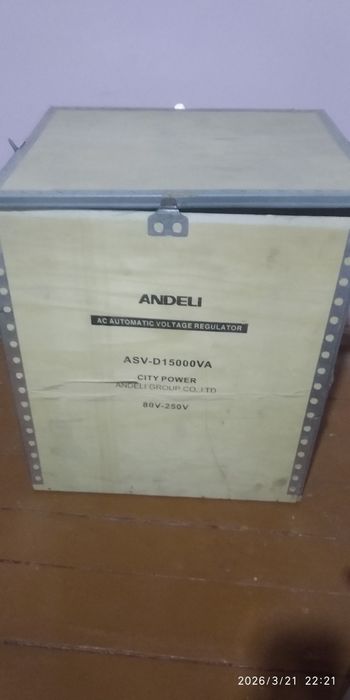 ANDELI
AC AUTOMATIC VOLTAGE REGULATOR
ASV-D15000VA
CITY POWER
ANDELI GROUP CO,.LTD
80V-250V
2026/3/21 22:21